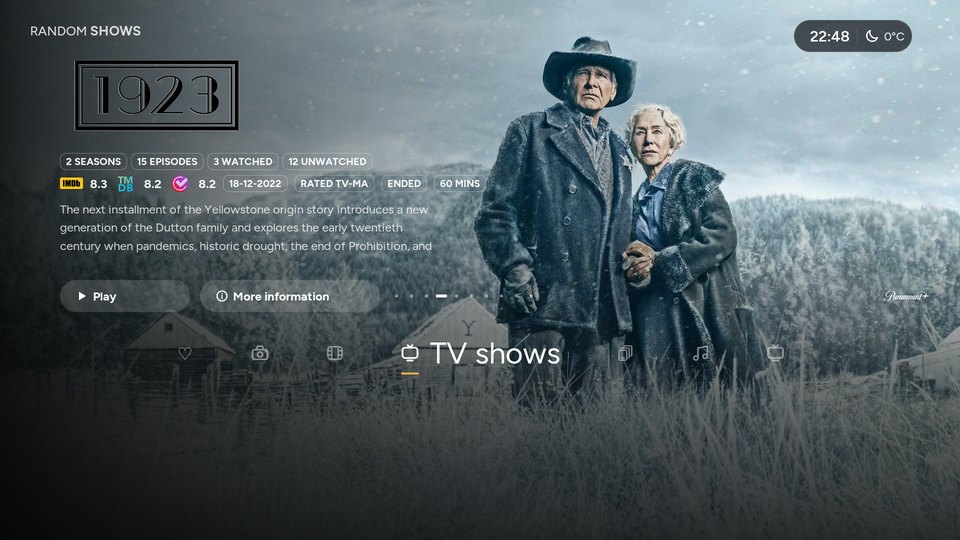 RANDOM SHOWS
22:48 0°C
1923
2 SEASONS 15 EPISODES 3 WATCHED 12 UNWATCHED
IMDb 8.3 TMDB 8.2 8.2 18-12-2022 RATED TV-MA ENDED 60 MINS
The next installment of the Yellowstone origin story introduces a new
generation of the Dutton family and explores the early twentieth
century when pandemics, historic drought, the end of Prohibition, and
Play More information Paramount+
Y
TV shows